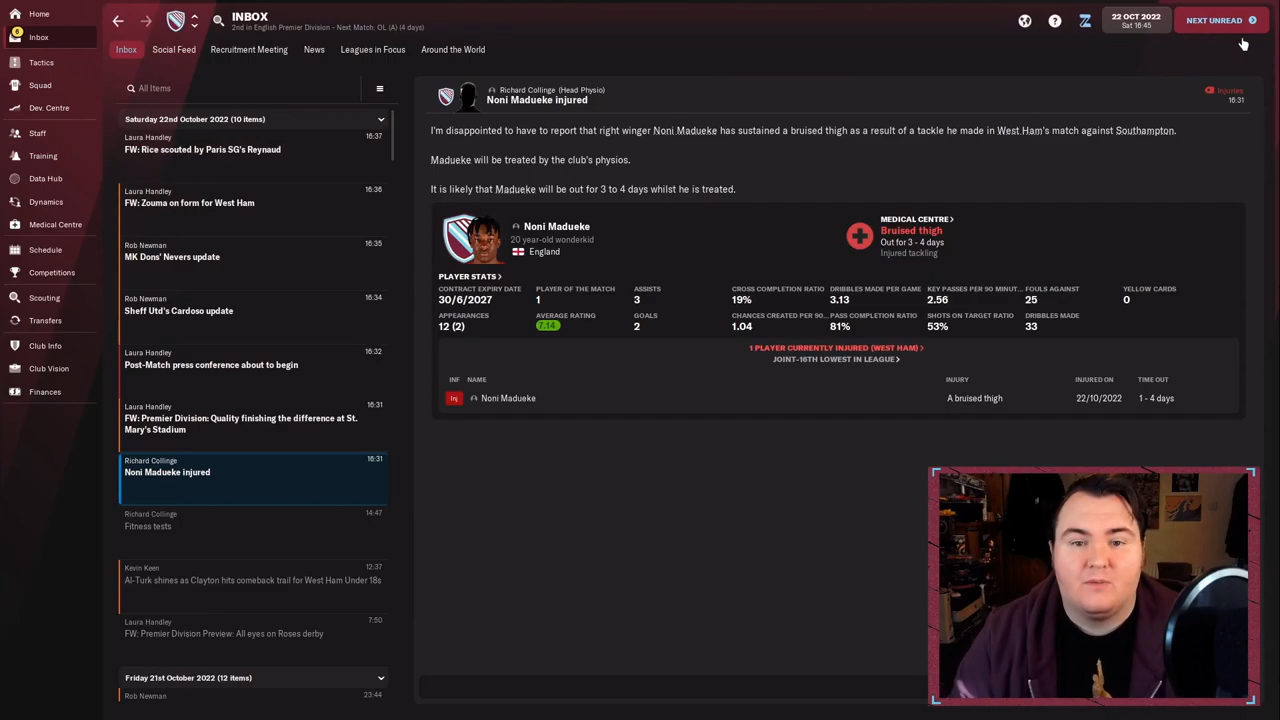 Home
6
Inbox
Tactics
Squad
Dev. Centre
Staff
Training
Data Hub
Dynamics
Medical Centre
Schedule
Competitions
Scouting
Transfers
Club Info
Club Vision
Finances
INBOX
2nd in English Premier Division - Next Match: OL (A) (4 days)
22 OCT 2022
Sat 16:45
NEXT UNREAD
Inbox
Social Feed
Recruitment Meeting
News
Leagues in Focus
Around the World
All Items
Saturday 22nd October 2022 (10 items)
Laura Handley 16:37
FW: Rice scouted by Paris SG's Reynaud
Laura Handley 16:36
FW: Zouma on form for West Ham
Rob Newman 16:35
MK Dons' Nevers update
Rob Newman 16:34
Sheff Utd's Cardoso update
Laura Handley 16:32
Post-Match press conference about to begin
Laura Handley 16:31
FW: Premier Division: Quality finishing the difference at St.
Mary's Stadium
Richard Collinge 16:31
Noni Madueke injured
Richard Collinge 14:47
Fitness tests
Kevin Keen 12:37
Al-Turk shines as Clayton hits comeback trail for West Ham Under 18s
Laura Handley 7:50
FW: Premier Division Preview: All eyes on Roses derby
Friday 21st October 2022 (12 items)
Rob Newman 23:44
Richard Collinge (Head Physio)
Noni Madueke injured
Injuries
16:31
I'm disappointed to have to report that right winger Noni Madueke has sustained a bruised thigh as a result of a tackle he made in West Ham's match against Southampton.
Madueke will be treated by the club's physios.
It is likely that Madueke will be out for 3 to 4 days whilst he is treated.
Noni Madueke
20 year-old wonderkid
England
MEDICAL CENTRE
Bruised thigh
Out for 3 - 4 days
Injured tackling
PLAYER STATS
CONTRACT EXPIRY DATE PLAYER OF THE MATCH ASSISTS CROSS COMPLETION RATIO DRIBBLES MADE PER GAME KEY PASSES PER 90 MINUT... FOULS AGAINST YELLOW CARDS
30/6/2027 1 3 19% 3.13 2.56 25 0
APPEARANCES AVERAGE RATING GOALS CHANCES CREATED PER 90... PASS COMPLETION RATIO SHOTS ON TARGET RATIO DRIBBLES MADE
12 (2) 7.14 2 1.04 81% 53% 33
1 PLAYER CURRENTLY INJURED (WEST HAM)
JOINT-16TH LOWEST IN LEAGUE
INF NAME INJURY INJURED ON TIME OUT
Inj Noni Madueke A bruised thigh 22/10/2022 1 - 4 days